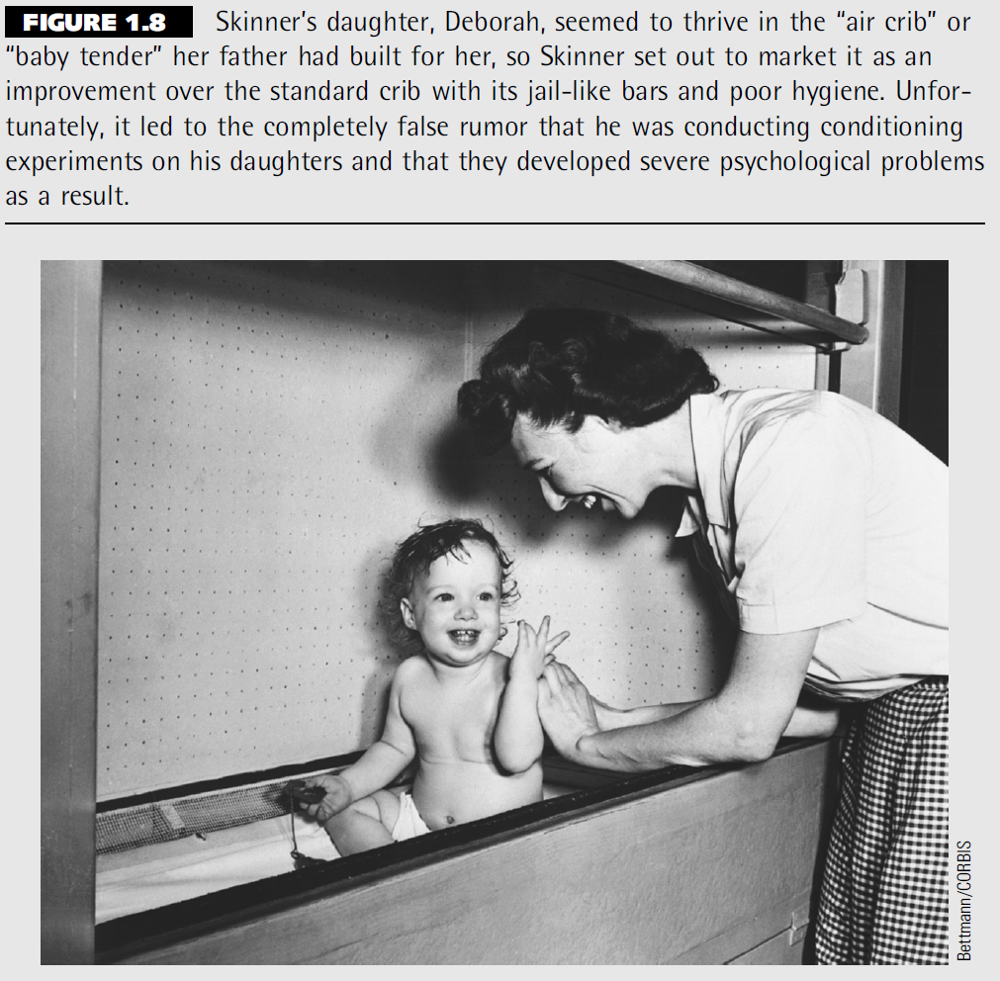 FIGURE 1.8 Skinner’s daughter, Deborah, seemed to thrive in the “air crib” or
“baby tender” her father had built for her, so Skinner set out to market it as an
improvement over the standard crib with its jail-like bars and poor hygiene. Unfor-
tunately, it led to the completely false rumor that he was conducting conditioning
experiments on his daughters and that they developed severe psychological problems
as a result.
Bettmann/CORBIS